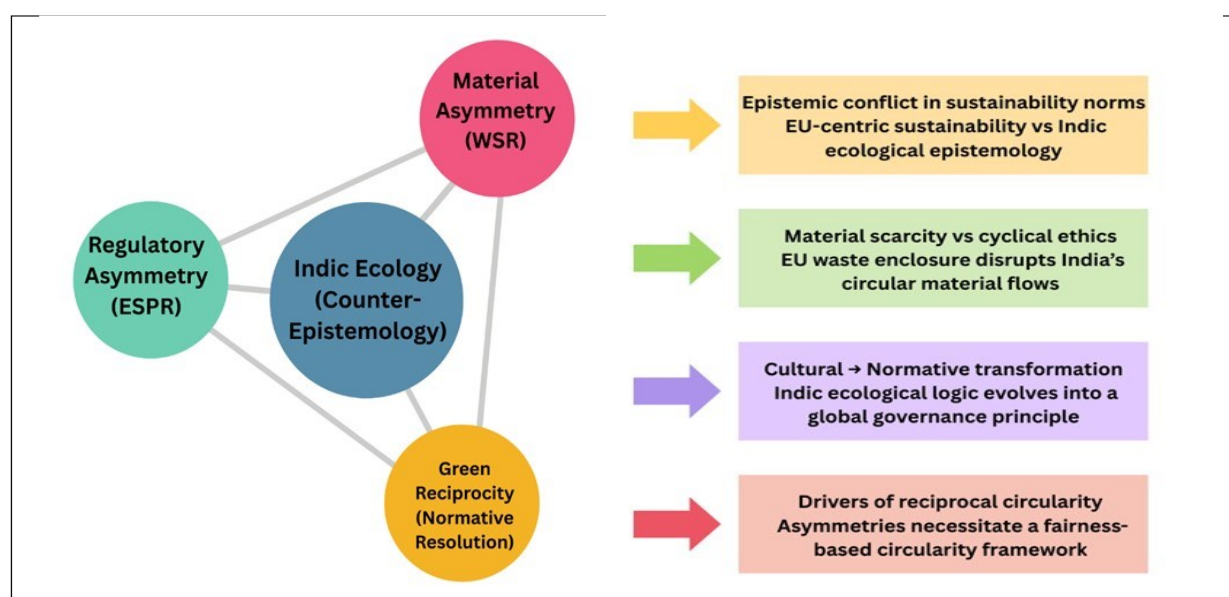 Material
Asymmetry
(WSR)
Regulatory
Asymmetry
(ESPR)
Indic Ecology
(Counter-
Epistemology)
Green
Reciprocity
(Normative
Resolution)
Epistemic conflict in sustainability norms
EU-centric sustainability vs Indic
ecological epistemology
Material scarcity vs cyclical ethics
EU waste enclosure disrupts India’s
circular material flows
Cultural → Normative transformation
Indic ecological logic evolves into a
global governance principle
Drivers of reciprocal circularity
Asymmetries necessitate a fairness-
based circularity framework